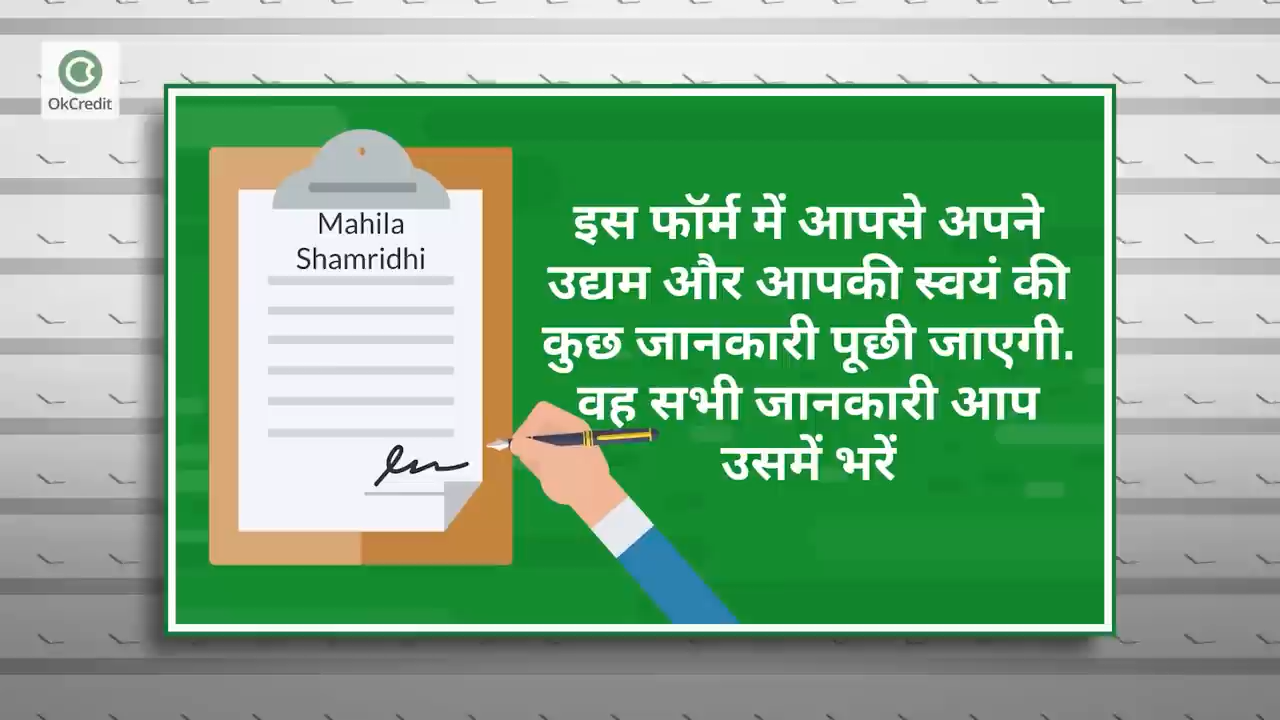 OkCredit
Mahila
Shamridhi
इस फॉर्म में आपसे अपने
उद्यम और आपकी स्वयं की
कुछ जानकारी पूछी जाएगी.
वह सभी जानकारी आप
उसमें भरें